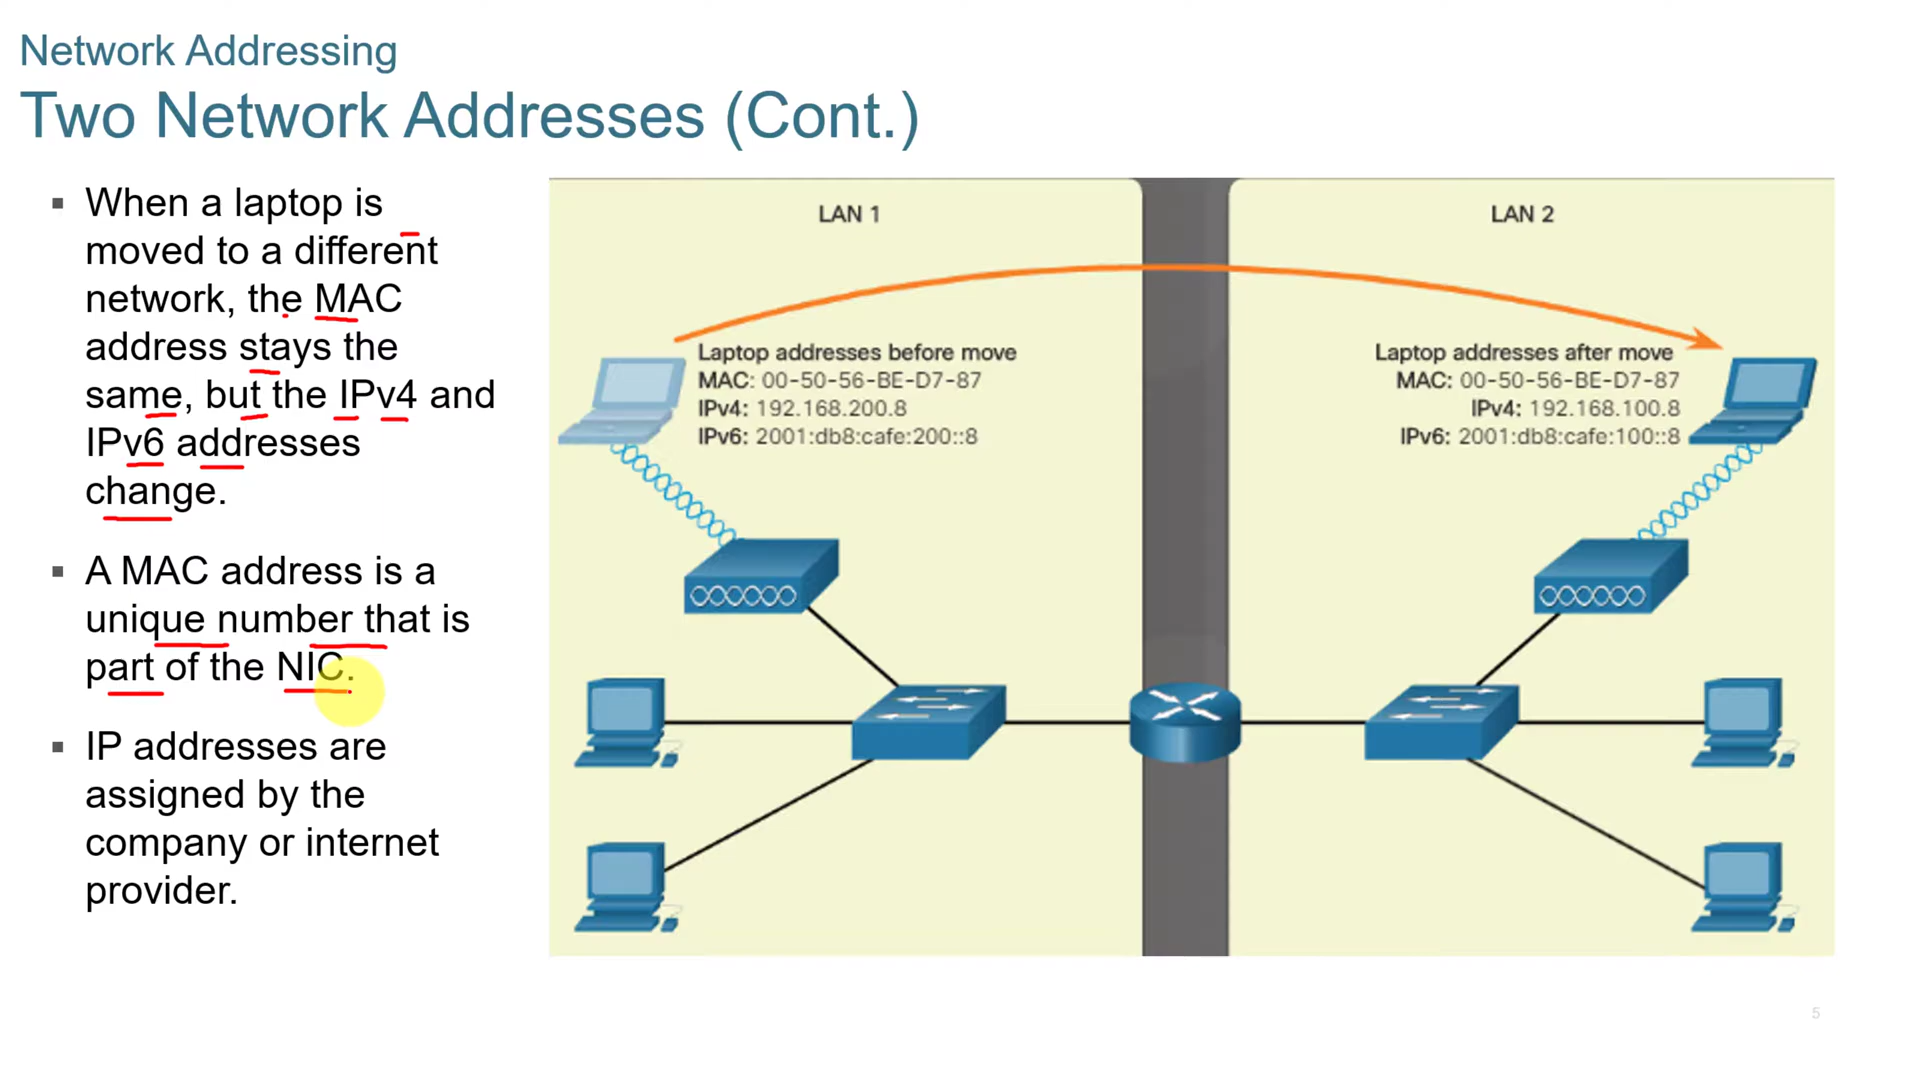 Network Addressing
Two Network Addresses (Cont.)
▪ When a laptop is
moved to a different
network, the MAC
address stays the
same, but the IPv4 and
IPv6 addresses
change.
▪ A MAC address is a
unique number that is
part of the NIC.
▪ IP addresses are
assigned by the
company or internet
provider.
LAN 1
Laptop addresses before move
MAC: 00-50-56-BE-D7-87
IPv4: 192.168.200.8
IPv6: 2001:db8:cafe:200::8
LAN 2
Laptop addresses after move
MAC: 00-50-56-BE-D7-87
IPv4: 192.168.100.8
IPv6: 2001:db8:cafe:100::8
5